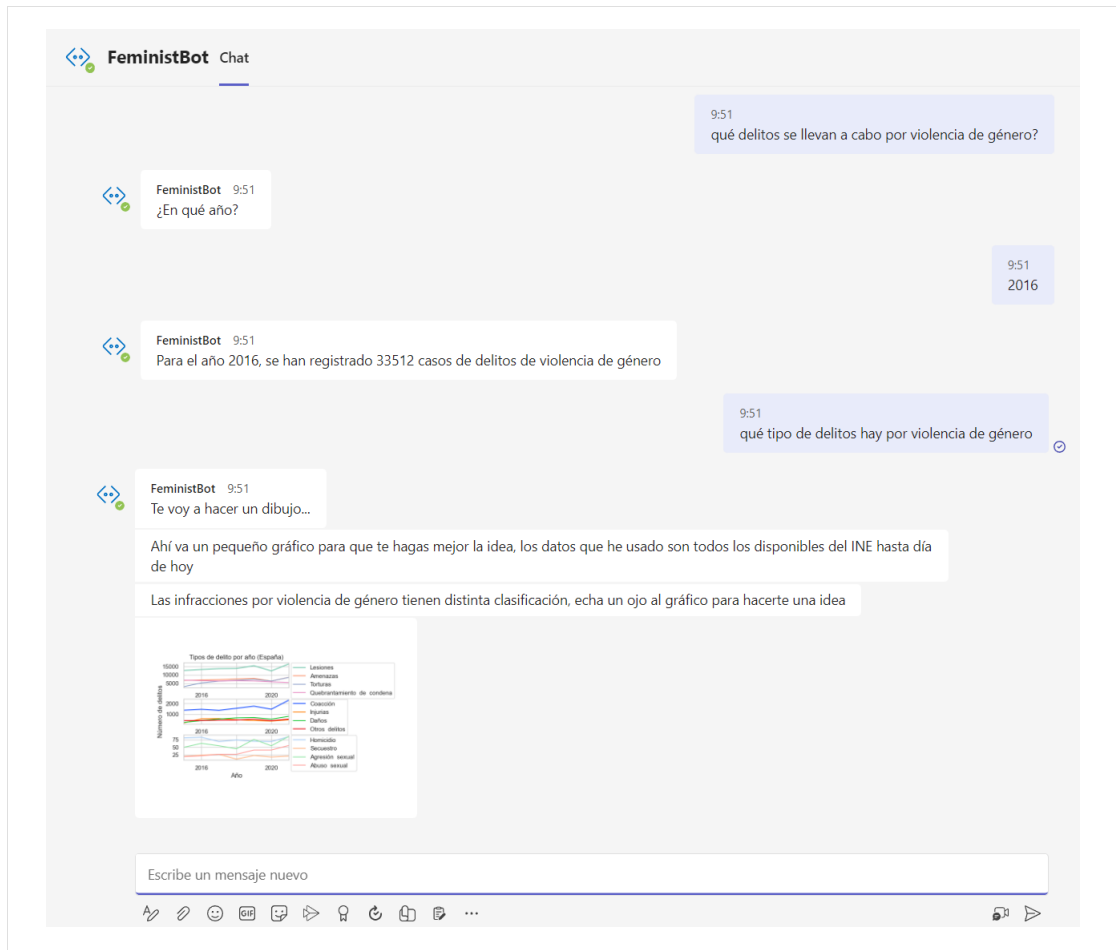 FeministBot Chat
9:51
qué delitos se llevan a cabo por violencia de género?
FeministBot 9:51
¿En qué año?
9:51
2016
FeministBot 9:51
Para el año 2016, se han registrado 33512 casos de delitos de violencia de género
9:51
qué tipo de delitos hay por violencia de género
FeministBot 9:51
Te voy a hacer un dibujo...
Ahí va un pequeño gráfico para que te hagas mejor la idea, los datos que he usado son todos los disponibles del INE hasta día
de hoy
Las infracciones por violencia de género tienen distinta clasificación, echa un ojo al gráfico para hacerte una idea
Tipos de delito por año (España)
Número de delitos
15000
10000
5000
2016 2020
Lesiones
Amenazas
Torturas
Quebrantamiento de condena
2000
1000
2016 2020
Coacción
Injurias
Daños
Otros delitos
75
50
25
2016 2020
Homicidio
Secuestro
Agresión sexual
Abuso sexual
Año
Escribe un mensaje nuevo
GIF